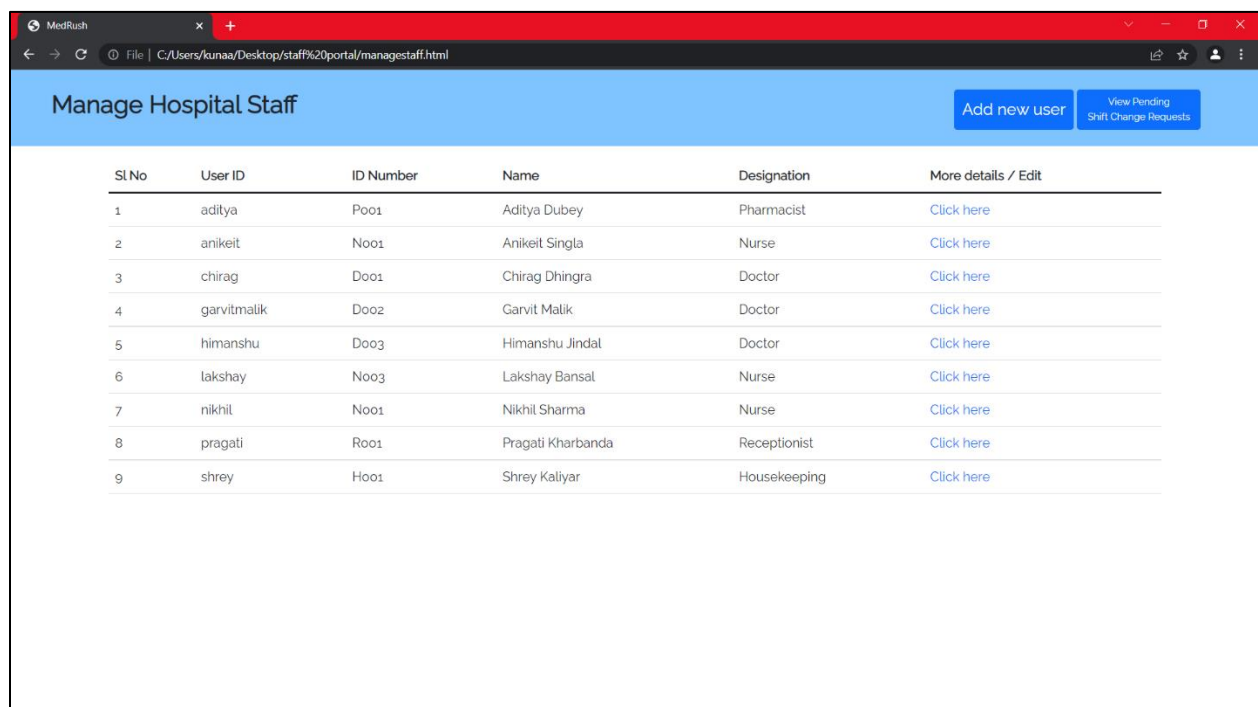 MedRush
File | C:/Users/kunaa/Desktop/staff%20portal/managestaff.html
Manage Hospital Staff
Add new user
View Pending
Shift Change Requests
Sl No User ID ID Number Name Designation More details / Edit
1 aditya P001 Aditya Dubey Pharmacist Click here
2 anikeit N001 Anikeit Singla Nurse Click here
3 chirag D001 Chirag Dhingra Doctor Click here
4 garvitmalik D002 Garvit Malik Doctor Click here
5 himanshu D003 Himanshu Jindal Doctor Click here
6 lakshay N003 Lakshay Bansal Nurse Click here
7 nikhil N001 Nikhil Sharma Nurse Click here
8 pragati R001 Pragati Kharbanda Receptionist Click here
9 shrey H001 Shrey Kaliyar Housekeeping Click here